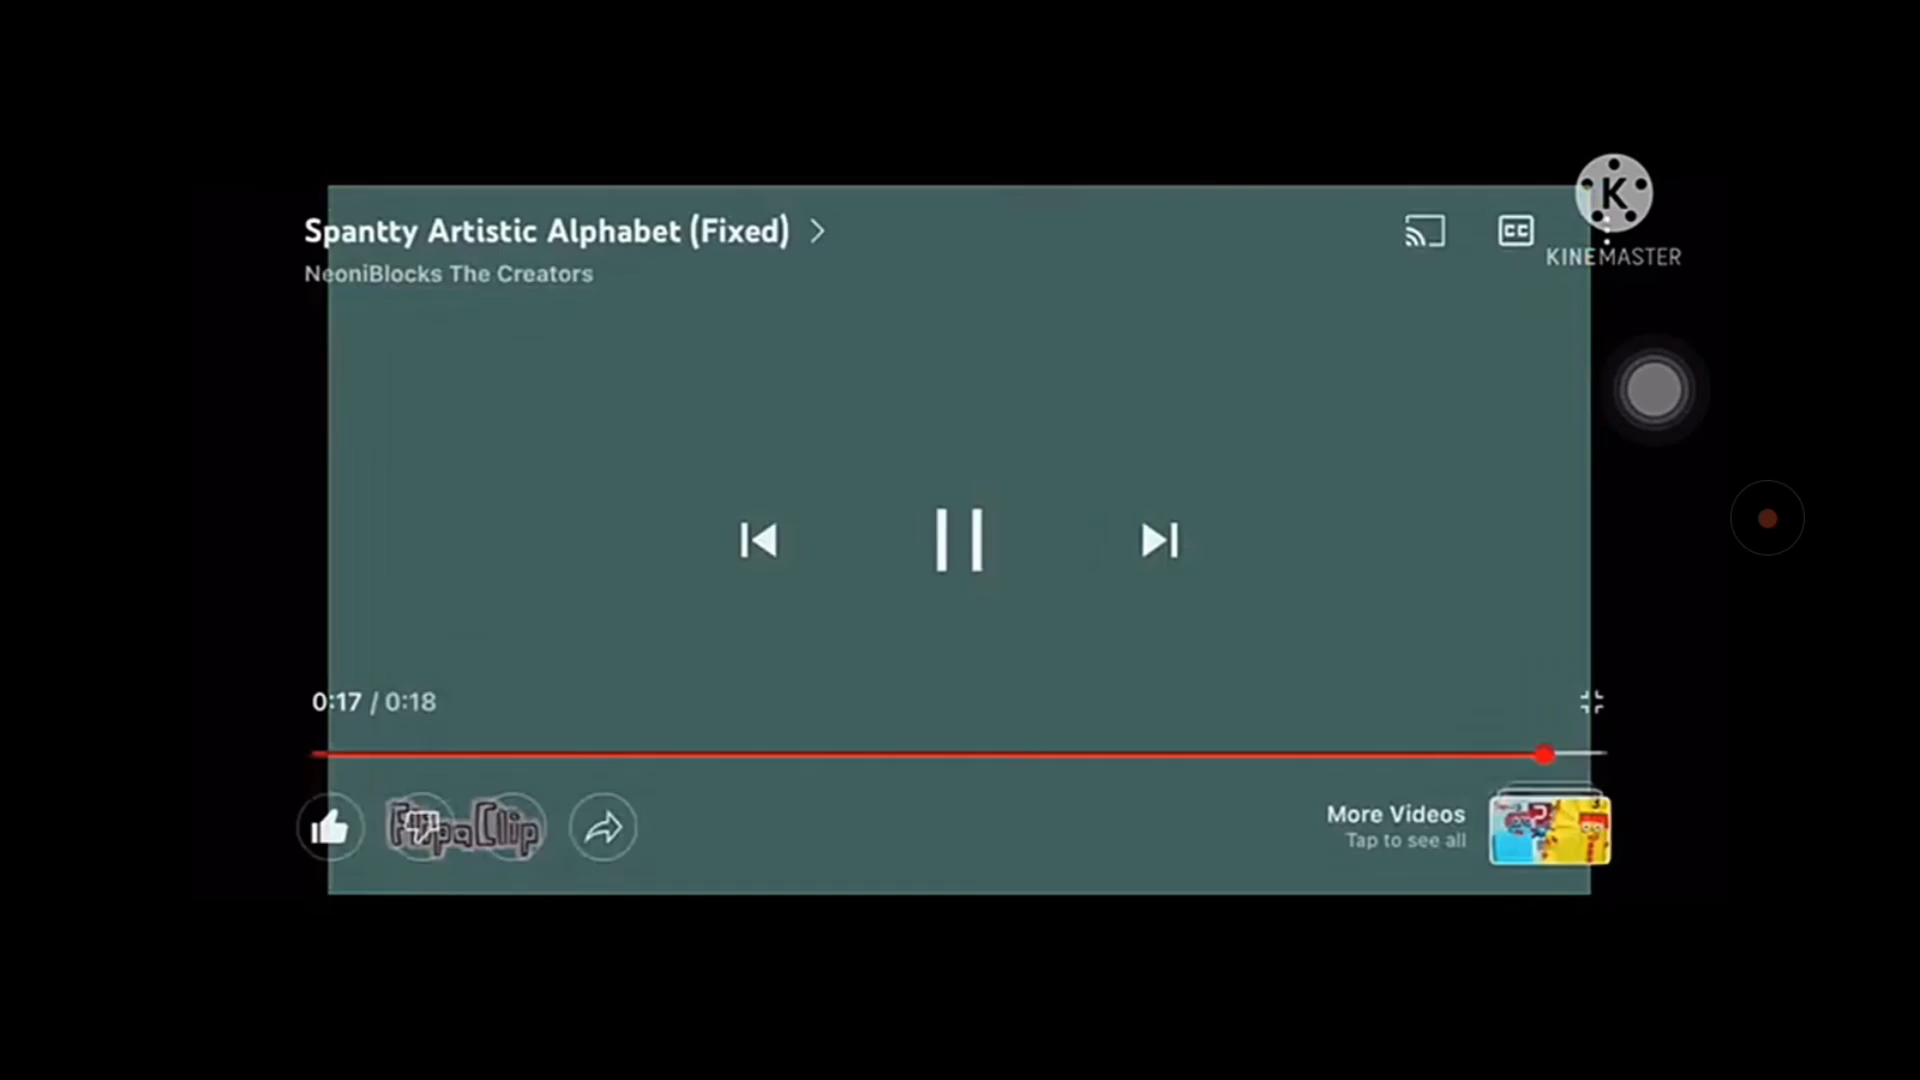 Spantty Artistic Alphabet (Fixed)
NeoniBlocks The Creators
CC
K
KINEMASTER
0:17 / 0:18
FlipaClip
More Videos
Tap to see all